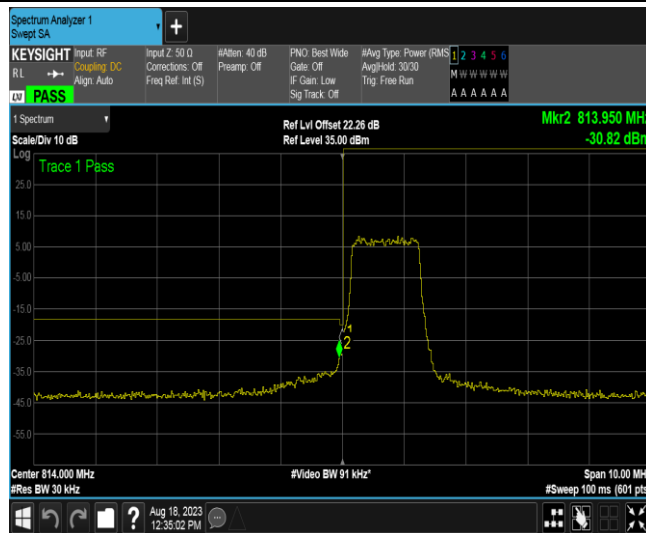 Spectrum Analyzer 1
Swept SA
+
KEYSIGHT Input: RF Input Z: 50 Ω #Atten: 40 dB PNO: Best Wide #Avg Type: Power (RMS 1 2 3 4 5 6
RL Coupling: DC Corrections: Off Preamp: Off Gate: Off Avg|Hold: 30/30 M W W W W W
Align: Auto Freq Ref: Int (S) IF Gain: Low Trig: Free Run
LXI PASS Sig Track: Off A A A A A A
1 Spectrum Ref Lvl Offset 22.26 dB Mkr2 813.950 MHz
Scale/Div 10 dB Ref Level 35.00 dBm -30.82 dBm
Log
Trace 1 Pass
25.0
15.0
5.00
-5.00
-15.0
1
2
-25.0
-35.0
-45.0
-55.0
Center 814.000 MHz #Video BW 91 kHz* Span 10.00 MH
#Res BW 30 kHz #Sweep 100 ms (601 pts
? Aug 18, 2023
12:35:02 PM